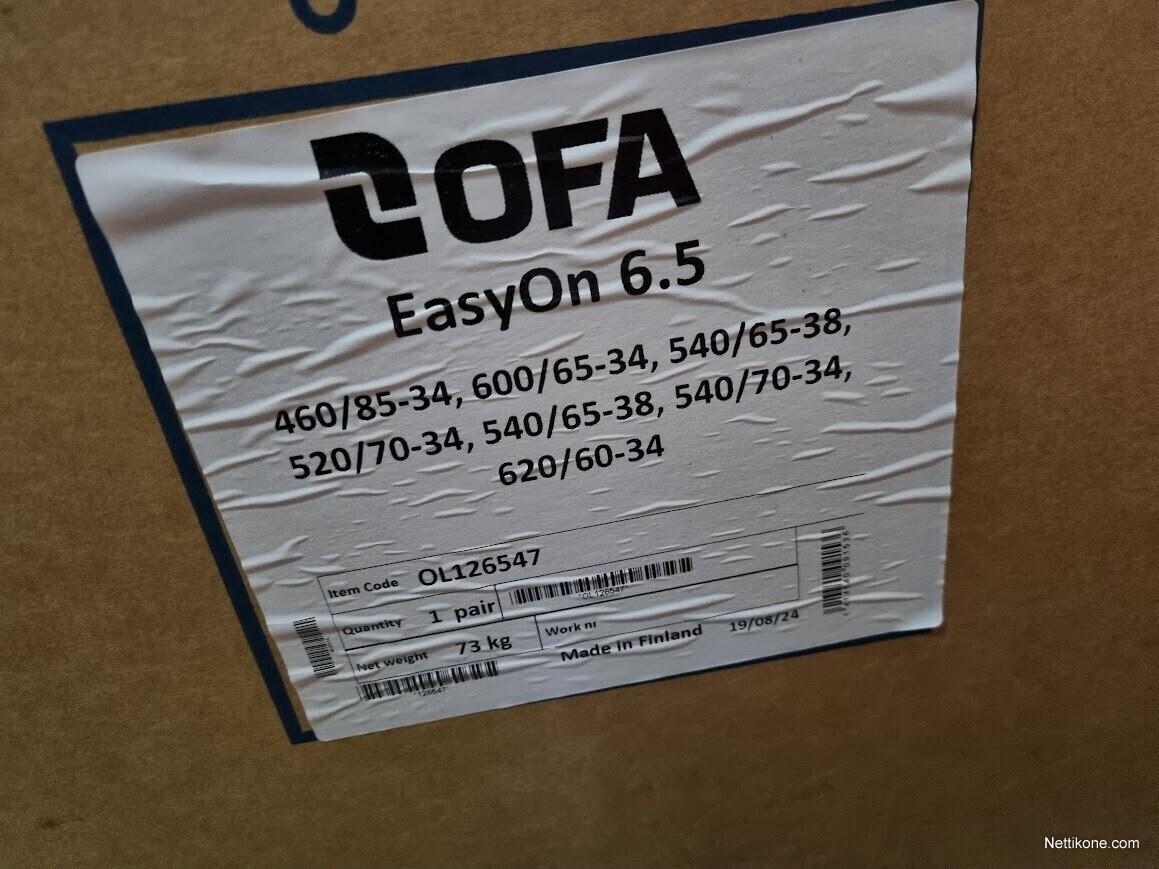 OFA
EasyOn 6.5
460/85-34, 600/65-34, 540/65-38,
520/70-34, 540/65-38, 540/70-34,
620/60-34
Item Code OL126547
Quantity 1 pair
OL126547
Net weight 73 kg Work nr
126547
Made in Finland 19/08/24
Nettikone.com